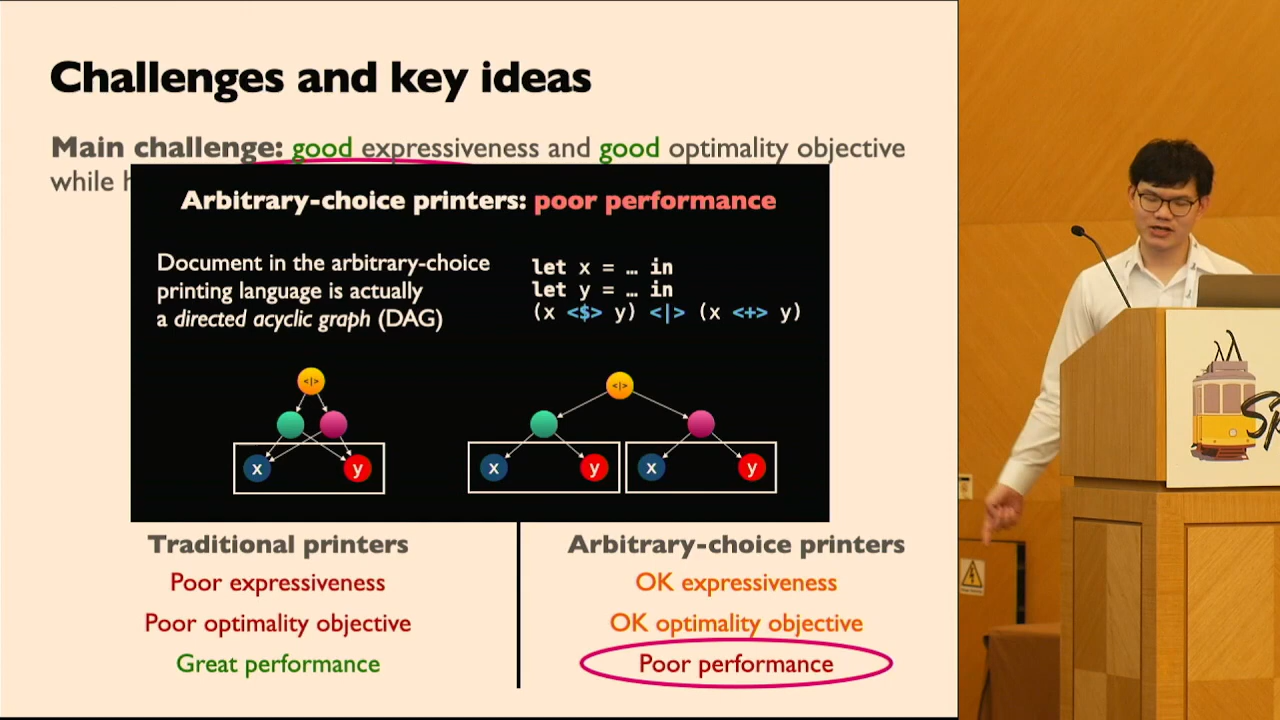 Challenges and key ideas
Main challenge: good expressiveness and good optimality objective
while
Arbitrary-choice printers: poor performance
Document in the arbitrary-choice
printing language is actually
a directed acyclic graph (DAG)
let x = … in
let y = … in
(x <$> y) <|> (x <+> y)
<|>
<|>
x y
x y x y
Traditional printers
Poor expressiveness
Poor optimality objective
Great performance
Arbitrary-choice printers
OK expressiveness
OK optimality objective
Poor performance